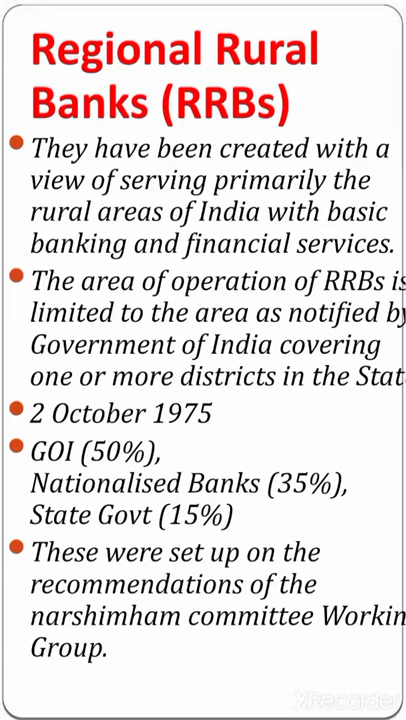 Regional Rural
Banks (RRBs)
They have been created with a
view of serving primarily the
rural areas of India with basic
banking and financial services.
The area of operation of RRBs is
limited to the area as notified by
Government of India covering
one or more districts in the Stat
2 October 1975
GOI (50%),
Nationalised Banks (35%),
State Govt (15%)
These were set up on the
recommendations of the
narshimham committee Workin
Group.
XRecorder